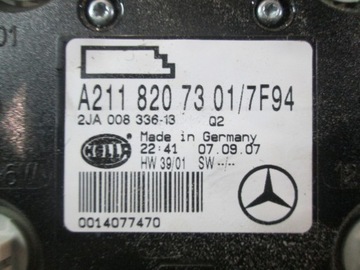 A211 820 73 01/7F94
2JA 008 336-13 Q2
HELLA
Made in Germany
22:41 07.09.07
HW 39/01 SW --/--
0014077470
01